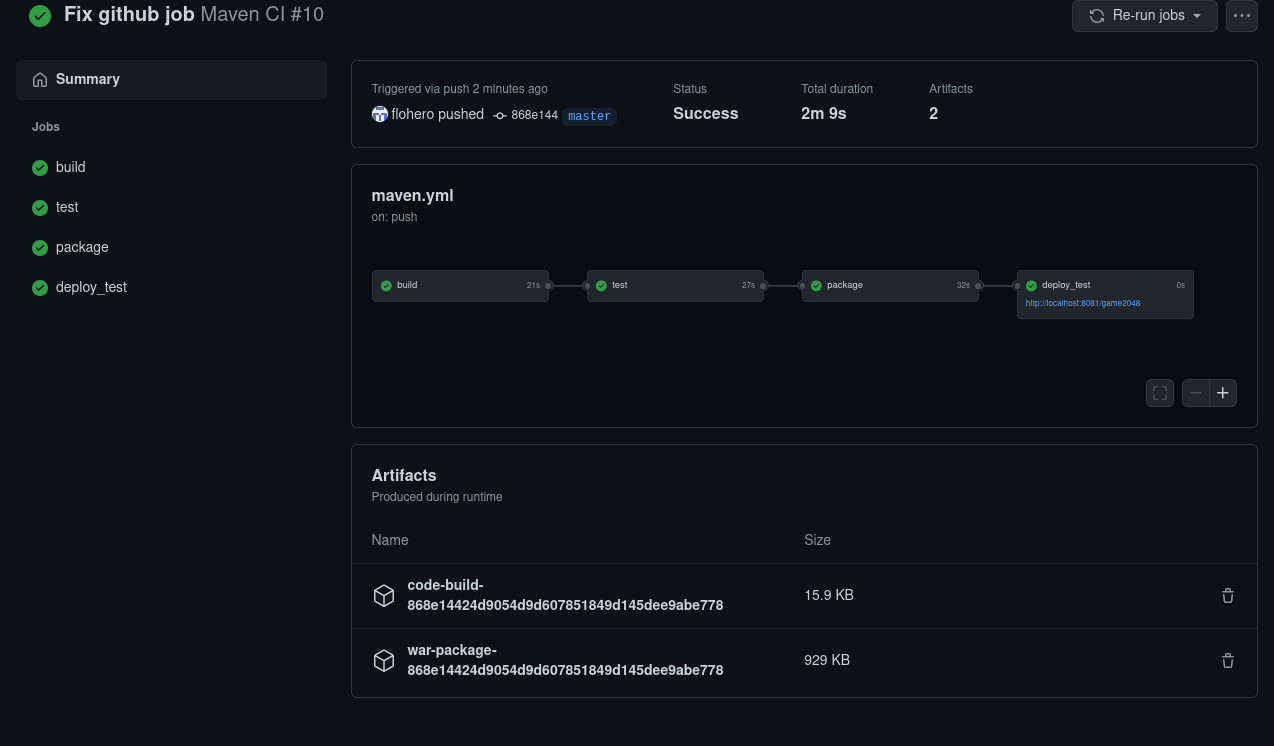 Fix github job Maven CI #10
Re-run jobs
Summary
Jobs
build
test
package
deploy_test
Triggered via push 2 minutes ago
flohero pushed 868e144 master
Status
Success
Total duration
2m 9s
Artifacts
2
maven.yml
on: push
build 21s
test 27s
package 32s
deploy_test 0s
http://localhost:8081/game2048
Artifacts
Produced during runtime
Name Size
code-build-
868e14424d9054d9d607851849d145dee9abe778
15.9 KB
war-package-
868e14424d9054d9d607851849d145dee9abe778
929 KB